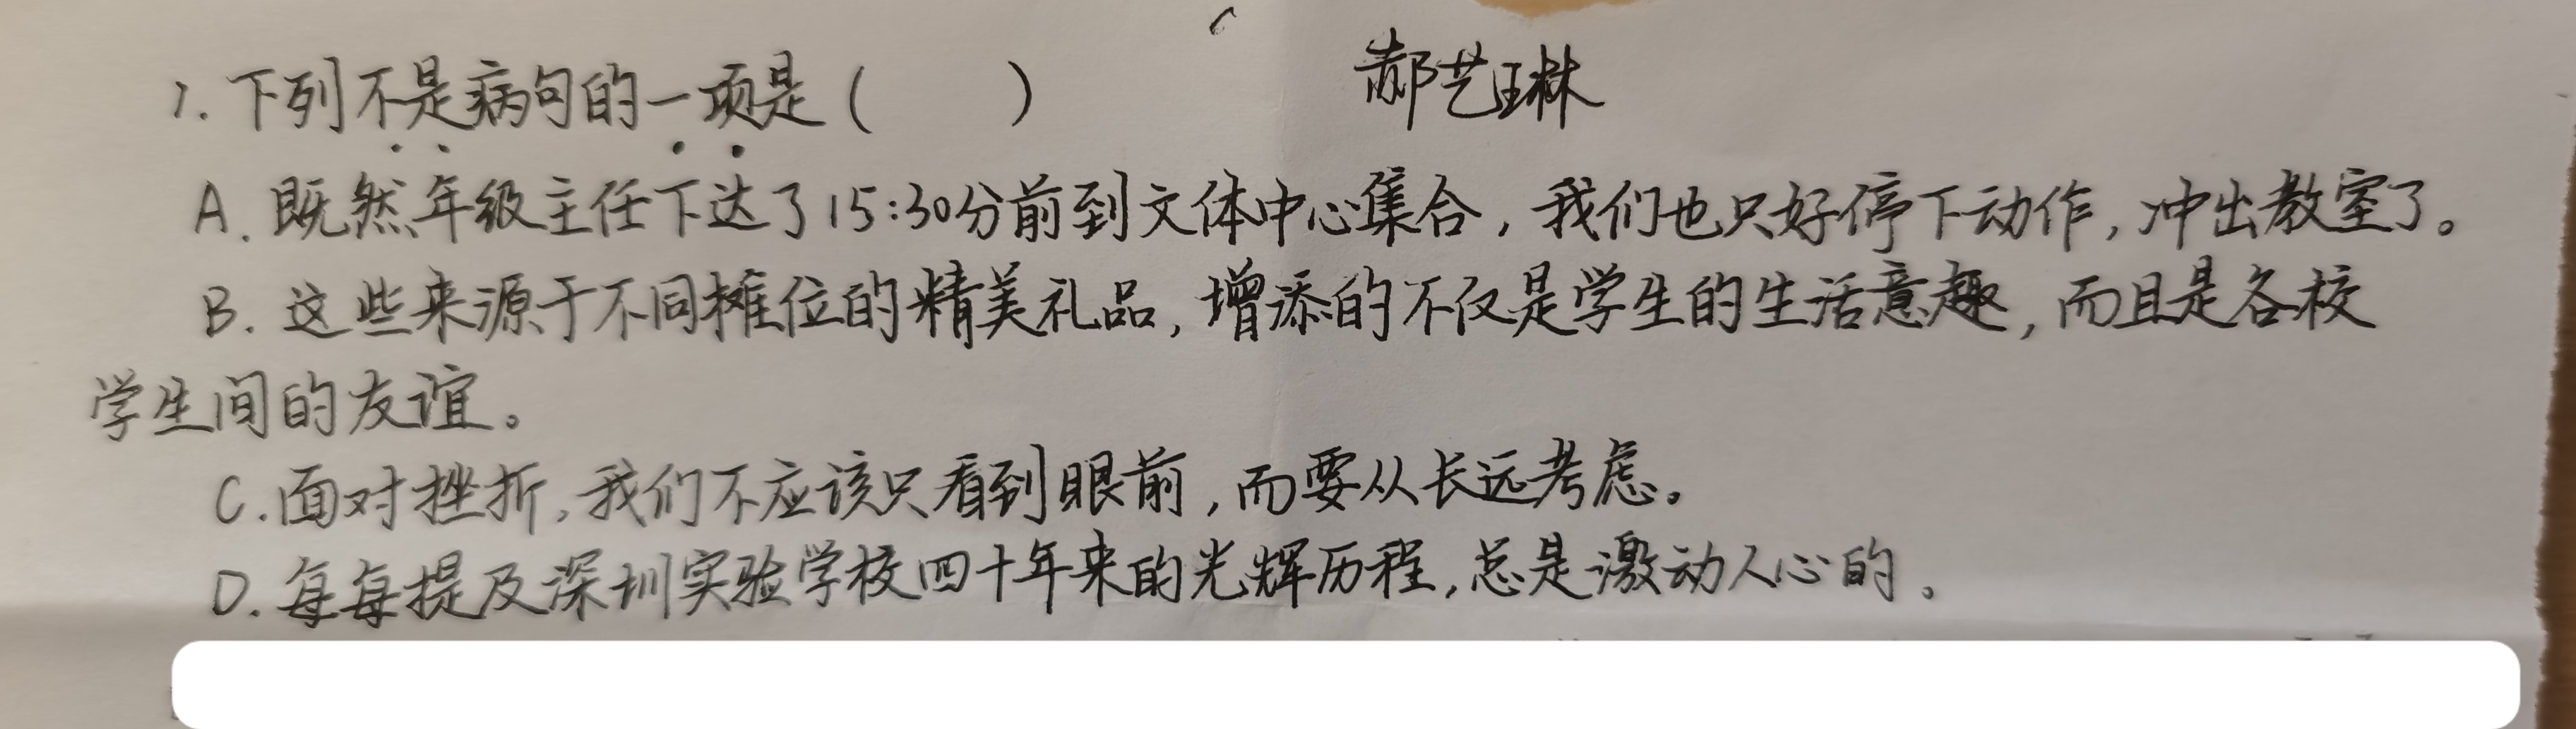 1. 下列不是病句的一项是( ) 郝艺琳
A. 既然年级主任下达了15:30分前到文体中心集合,我们也只好停下动作,冲出教室了。
B. 这些来源于不同摊位的精美礼品,增添的不仅是学生的生活意趣,而且是各校
学生间的友谊。
C. 面对挫折,我们不应该只看到眼前,而要从长远考虑。
D. 每每提及深圳实验学校四十年来的光辉历程,总是激动人心的。